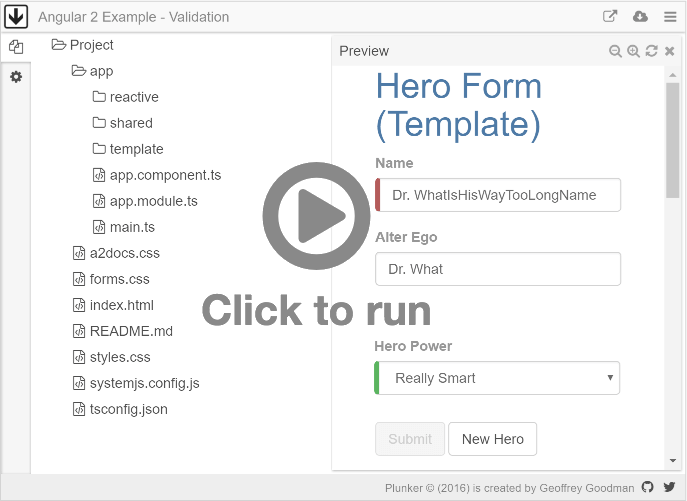 Angular 2 Example - Validation
Project
app
reactive
shared
template
app.component.ts
app.module.ts
main.ts
a2docs.css
forms.css
index.html
README.md
styles.css
systemjs.config.js
tsconfig.json
Preview
Hero Form
(Template)
Name
Dr. WhatIsHisWayTooLongName
Alter Ego
Dr. What
Hero Power
Really Smart
Submit
New Hero
Click to run
Plunker © (2016) is created by Geoffrey Goodman